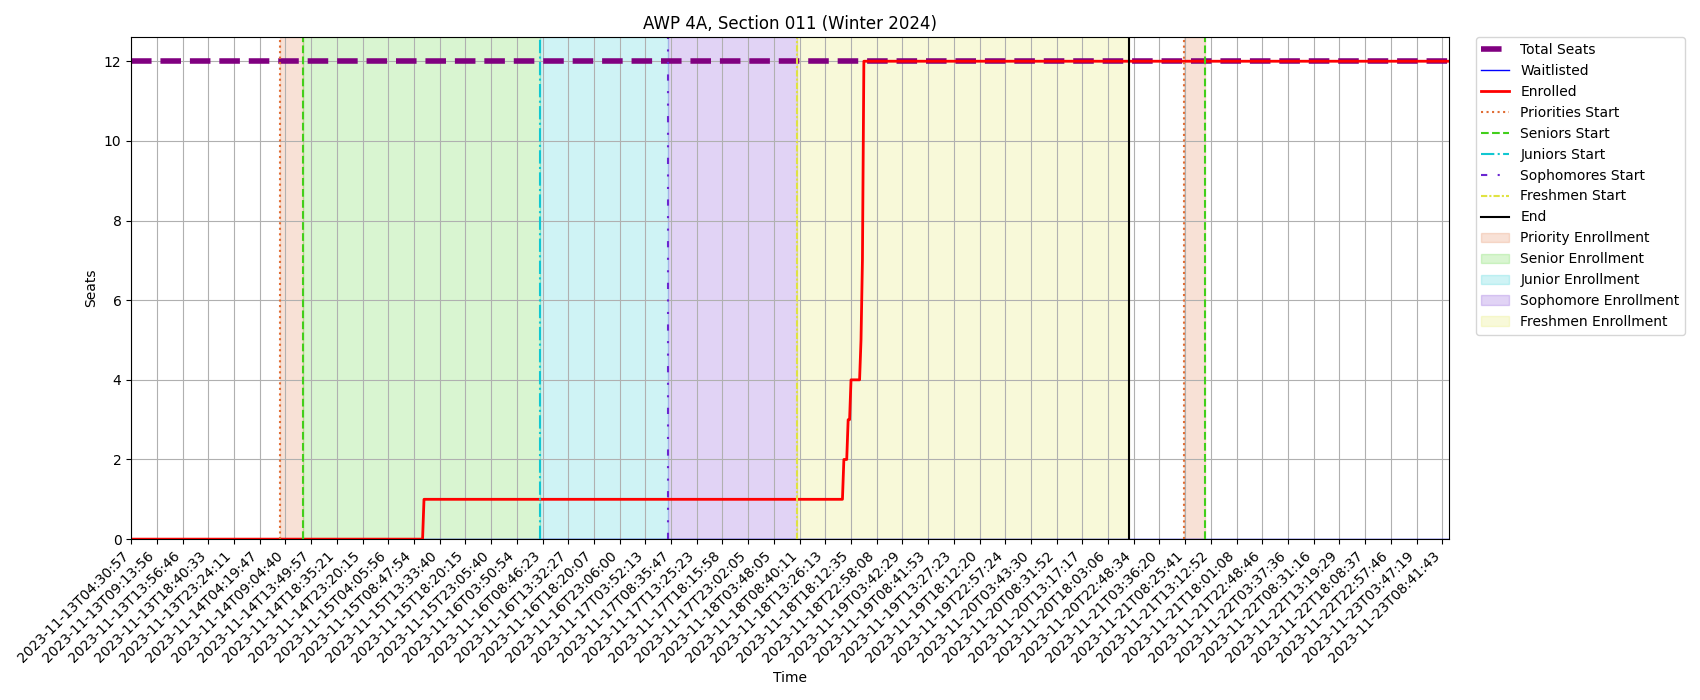 AWP 4A, Section 011 (Winter 2024)
12
10
8
6
4
2
0
Seats
2023-11-13T04:30:57
2023-11-13T09:13:56
2023-11-13T13:56:46
2023-11-13T18:40:33
2023-11-13T23:24:11
2023-11-14T04:19:47
2023-11-14T09:04:40
2023-11-14T13:49:57
2023-11-14T18:35:21
2023-11-14T23:20:15
2023-11-15T04:05:56
2023-11-15T08:47:54
2023-11-15T13:33:40
2023-11-15T18:20:15
2023-11-15T23:05:40
2023-11-16T03:50:54
2023-11-16T08:46:23
2023-11-16T13:32:27
2023-11-16T18:20:07
2023-11-16T23:06:00
2023-11-17T03:52:13
2023-11-17T08:35:47
2023-11-17T13:25:23
2023-11-17T18:15:58
2023-11-17T23:02:05
2023-11-18T03:48:05
2023-11-18T08:40:11
2023-11-18T13:26:13
2023-11-18T18:12:35
2023-11-18T22:58:08
2023-11-19T03:42:29
2023-11-19T08:41:53
2023-11-19T13:27:23
2023-11-19T18:12:20
2023-11-19T22:57:24
2023-11-20T03:43:30
2023-11-20T08:31:52
2023-11-20T13:17:17
2023-11-20T18:03:06
2023-11-20T22:48:34
2023-11-21T03:36:20
2023-11-21T08:25:41
2023-11-21T13:12:52
2023-11-21T18:01:08
2023-11-21T22:48:46
2023-11-22T03:37:36
2023-11-22T08:31:16
2023-11-22T13:19:29
2023-11-22T18:08:37
2023-11-22T22:57:46
2023-11-23T03:47:19
2023-11-23T08:41:43
Time
Total Seats
Waitlisted
Enrolled
Priorities Start
Seniors Start
Juniors Start
Sophomores Start
Freshmen Start
End
Priority Enrollment
Senior Enrollment
Junior Enrollment
Sophomore Enrollment
Freshmen Enrollment